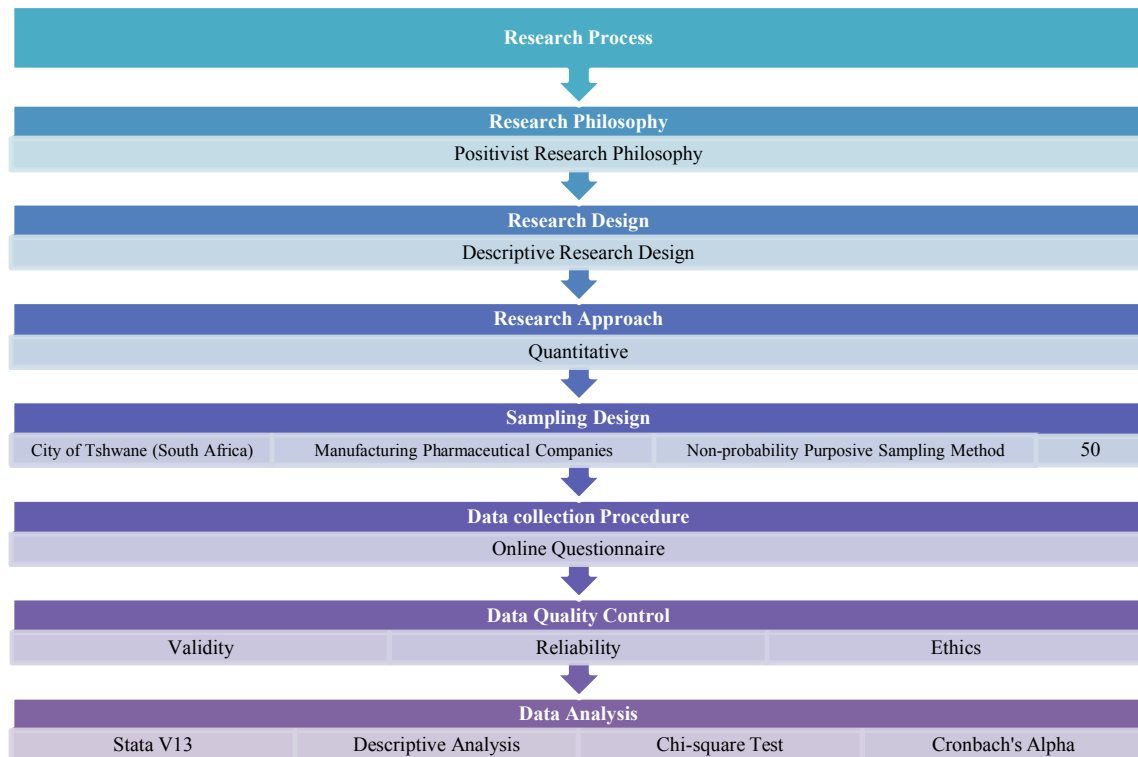 Research Process
Research Philosophy
Positivist Research Philosophy
Research Design
Descriptive Research Design
Research Approach
Quantitative
Sampling Design
City of Tshwane (South Africa) Manufacturing Pharmaceutical Companies Non-probability Purposive Sampling Method 50
Data collection Procedure
Online Questionnaire
Data Quality Control
Validity Reliability Ethics
Data Analysis
Stata V13 Descriptive Analysis Chi-square Test Cronbach's Alpha